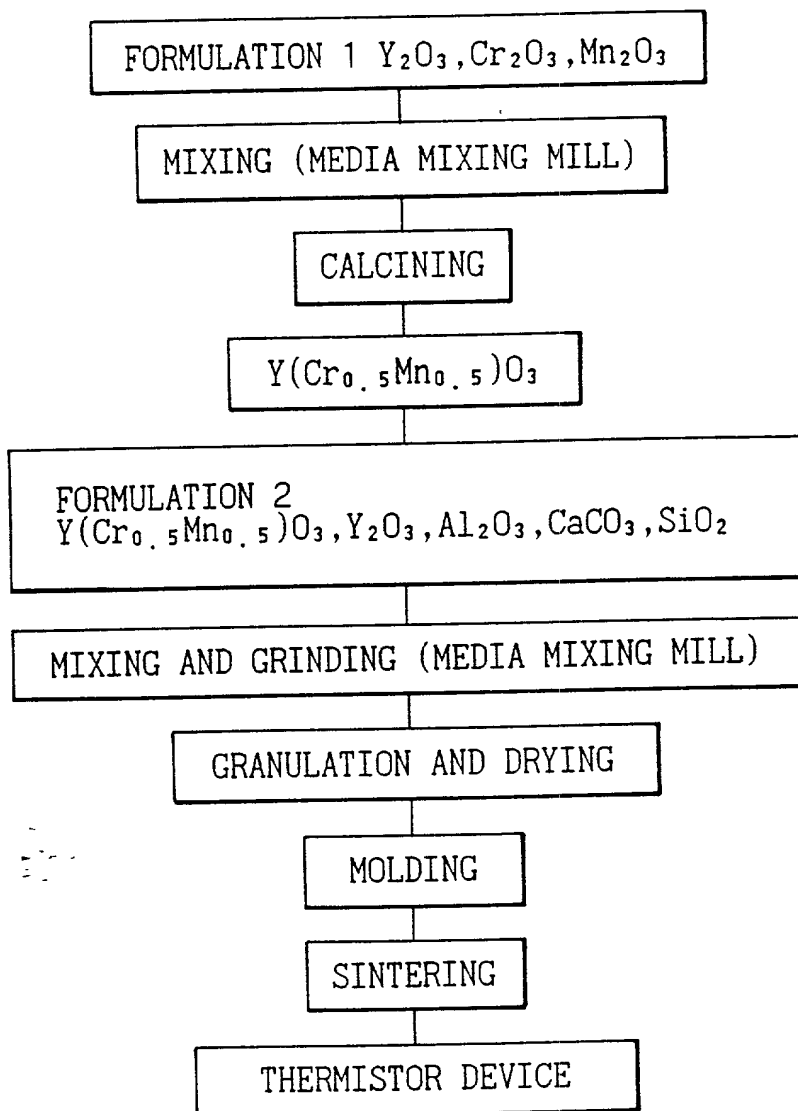 FORMULATION 1 Y₂O₃,Cr₂O₃,Mn₂O₃
MIXING (MEDIA MIXING MILL)
CALCINING
Y(Cr₀.₅Mn₀.₅)O₃
FORMULATION 2
Y(Cr₀.₅Mn₀.₅)O₃,Y₂O₃,Al₂O₃,CaCO₃,SiO₂
MIXING AND GRINDING (MEDIA MIXING MILL)
GRANULATION AND DRYING
MOLDING
SINTERING
THERMISTOR DEVICE